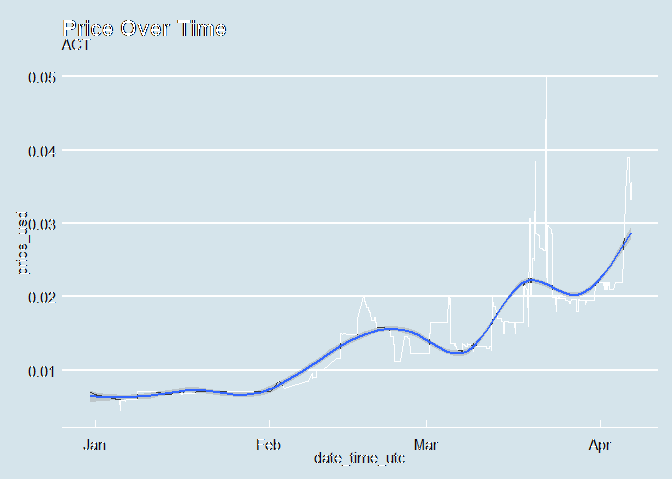 Price Over Time
ACT
0.05
0.04
0.03
0.02
0.01
price_usd
Jan Feb Mar Apr
date_time_utc